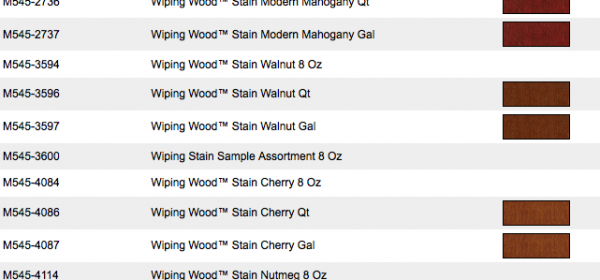 M545-2736 Wiping Wood™ Stain Modern Mahogany Qt
M545-2737 Wiping Wood™ Stain Modern Mahogany Gal
M545-3594 Wiping Wood™ Stain Walnut 8 Oz
M545-3596 Wiping Wood™ Stain Walnut Qt
M545-3597 Wiping Wood™ Stain Walnut Gal
M545-3600 Wiping Stain Sample Assortment 8 Oz
M545-4084 Wiping Wood™ Stain Cherry 8 Oz
M545-4086 Wiping Wood™ Stain Cherry Qt
M545-4087 Wiping Wood™ Stain Cherry Gal
M545-4114 Wiping Wood™ Stain Nutmeg 8 Oz